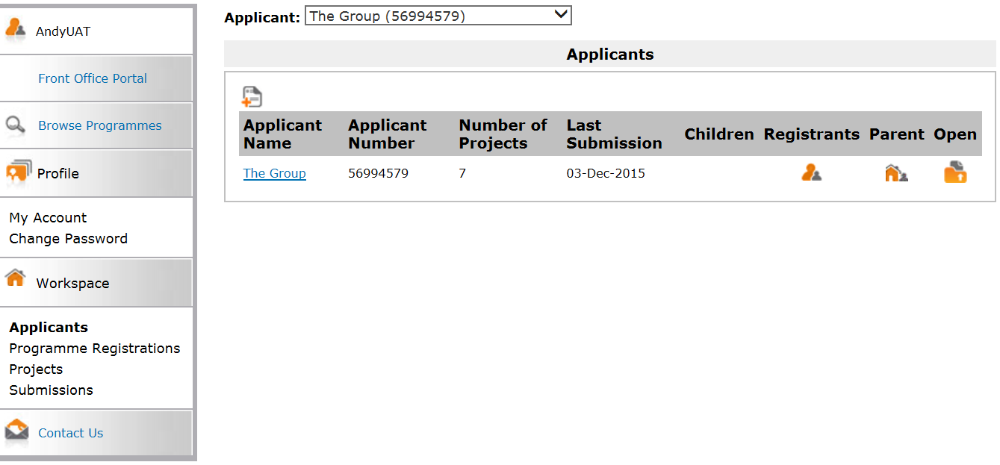 AndyUAT
Front Office Portal
Browse Programmes
Profile
My Account
Change Password
Workspace
Applicants
Programme Registrations
Projects
Submissions
Contact Us
Applicant: The Group (56994579)
Applicants
Applicant Name Applicant Number Number of Projects Last Submission Children Registrants Parent Open
The Group 56994579 7 03-Dec-2015